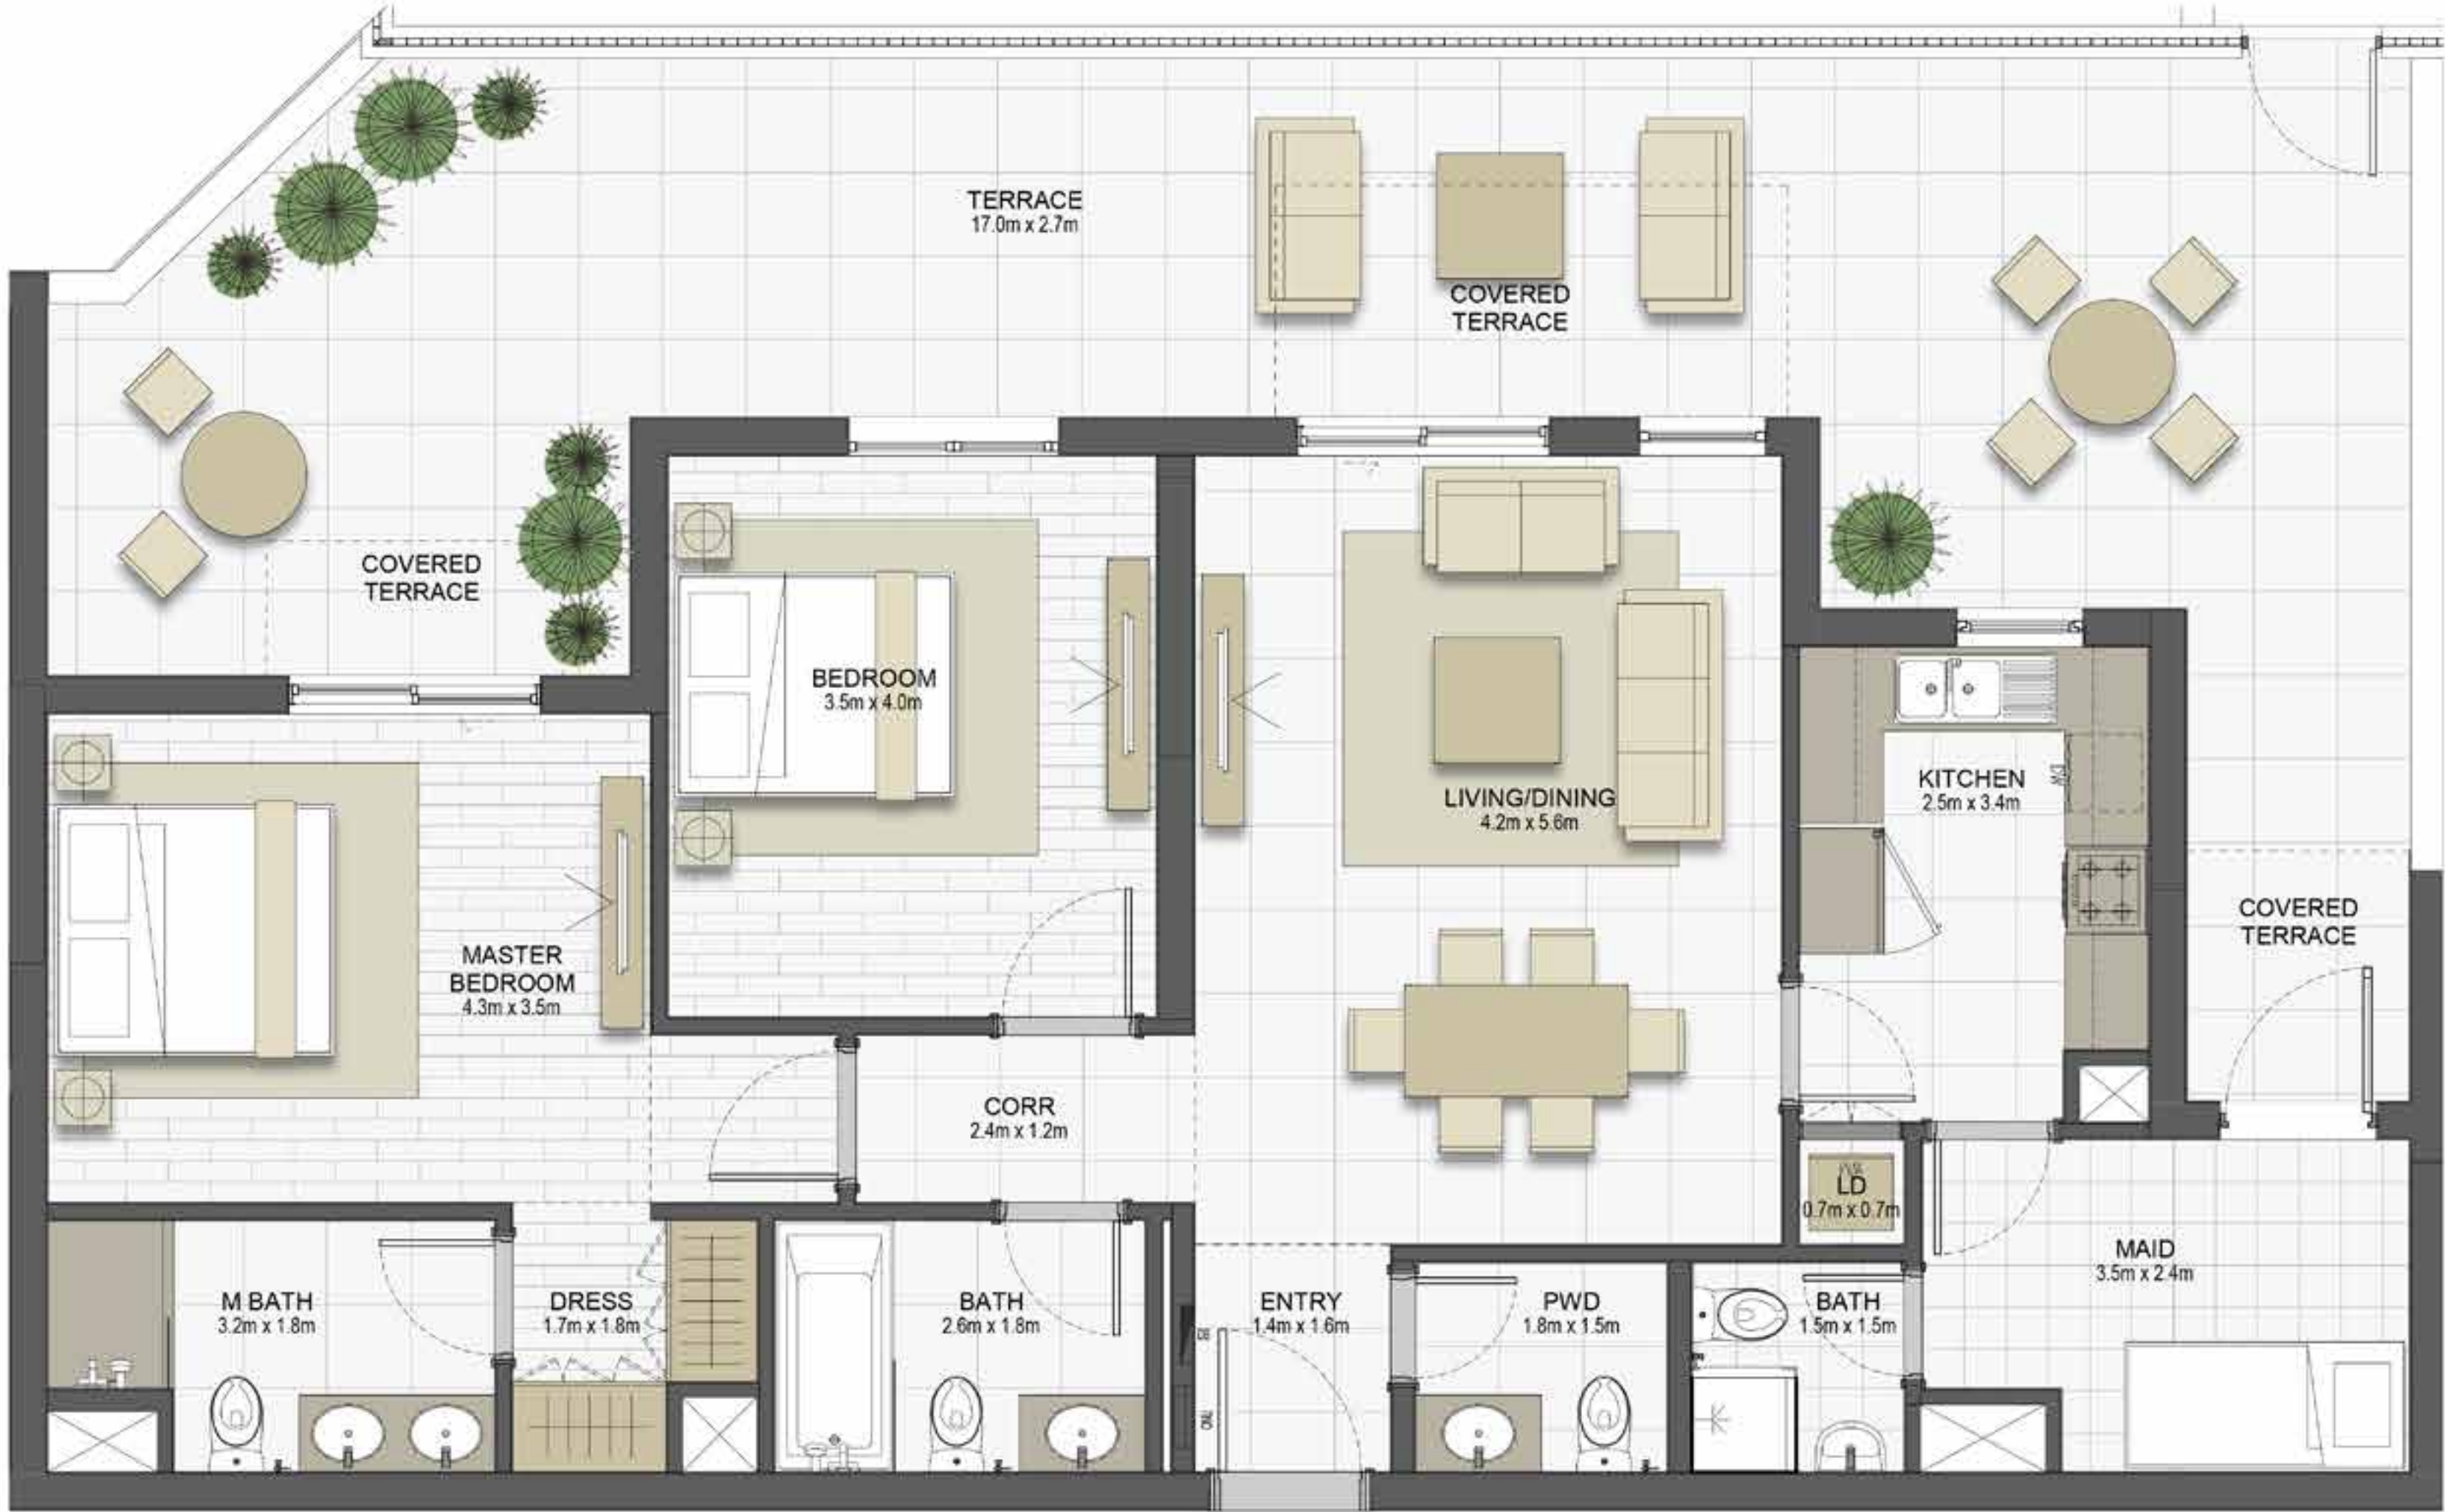 TERRACE
17.0m x 2.7m
COVERED
TERRACE
COVERED
TERRACE
BEDROOM
3.5m x 4.0m
LIVING/DINING
4.2m x 5.6m
KITCHEN
2.5m x 3.4m
DW
COVERED
TERRACE
MASTER
BEDROOM
4.3m x 3.5m
CORR
2.4m x 1.2m
LD
0.7m x 0.7m
MAID
3.5m x 2.4m
M BATH
3.2m x 1.8m
DRESS
1.7m x 1.8m
BATH
2.6m x 1.8m
ENTRY
1.4m x 1.6m
PWD
1.8m x 1.5m
BATH
1.5m x 1.5m
DB